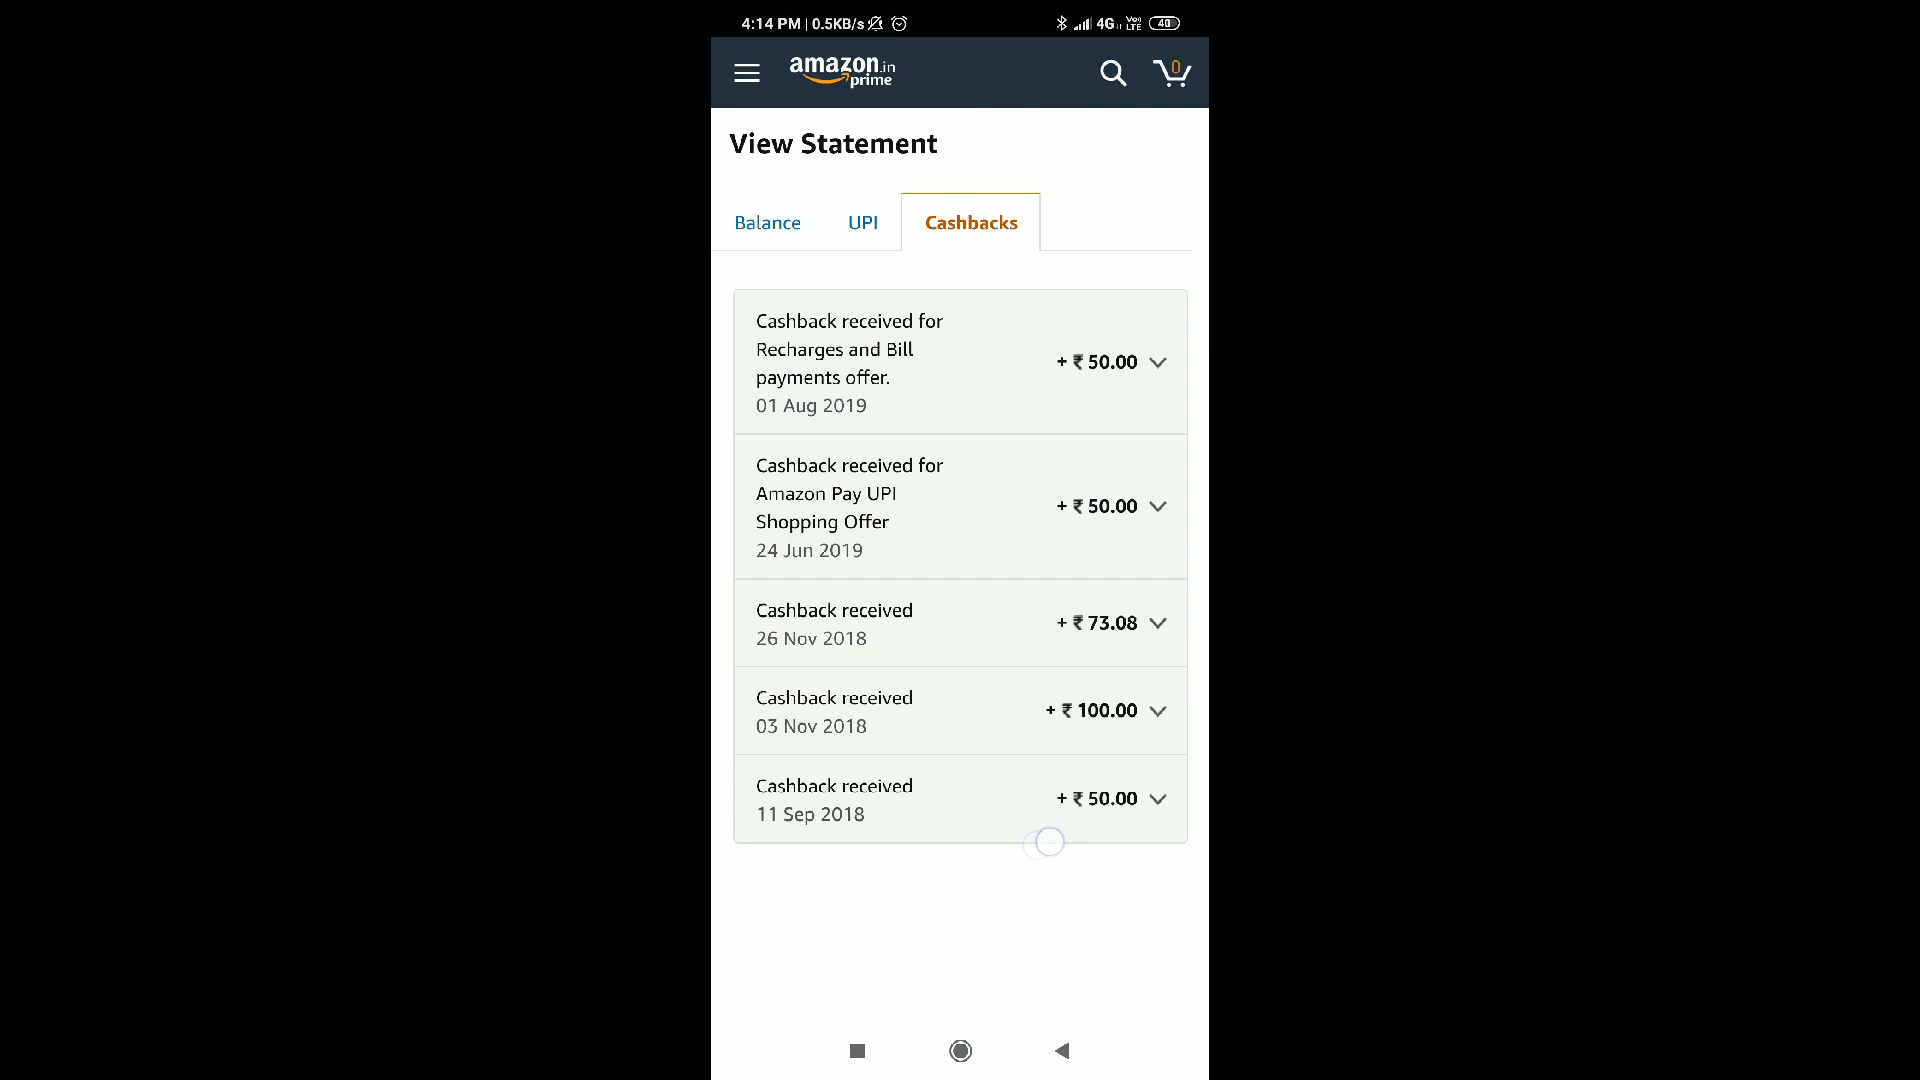 4:14 PM | 0.5KB/s 4G VoLTE 40
amazon.in
prime
0
View Statement
Balance UPI Cashbacks
Cashback received for
Recharges and Bill
payments offer.
+ ₹ 50.00
01 Aug 2019
Cashback received for
Amazon Pay UPI
Shopping Offer
+ ₹ 50.00
24 Jun 2019
Cashback received
+ ₹ 73.08
26 Nov 2018
Cashback received
+ ₹ 100.00
03 Nov 2018
Cashback received
+ ₹ 50.00
11 Sep 2018